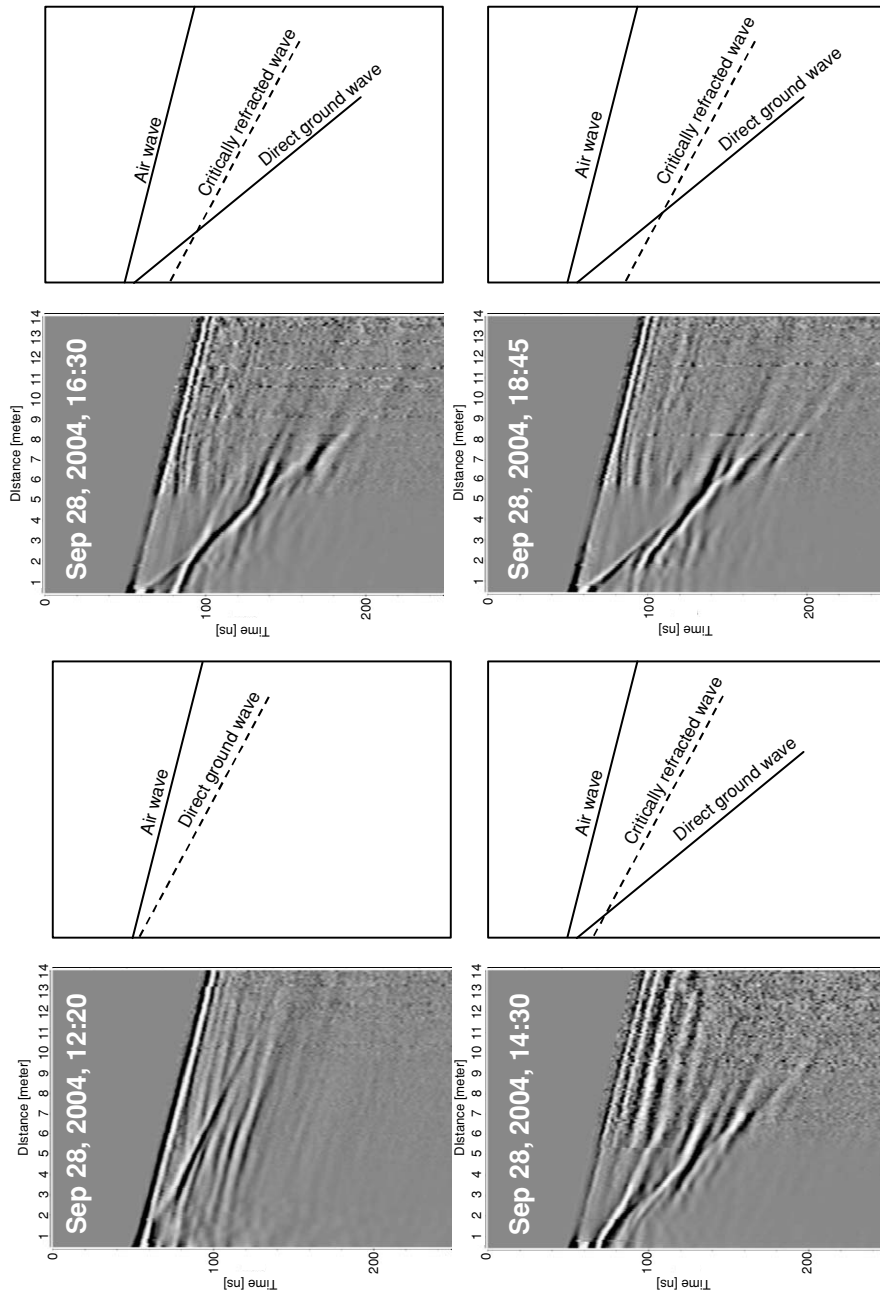 DIstance [meter]
1 2 3 4 5 6 7 8 9 10 11 12 13 14
Time [ns]
0
100
200
Sep 28, 2004, 12:20
Air wave
Direct ground wave
DIstance [meter]
1 2 3 4 5 6 7 8 9 10 11 12 13 14
Time [ns]
0
100
200
Sep 28, 2004, 14:30
Air wave
Critically refracted wave
Direct ground wave
DIstance [meter]
1 2 3 4 5 6 7 8 9 10 11 12 13 14
Time [ns]
0
100
200
Sep 28, 2004, 16:30
Air wave
Critically refracted wave
Direct ground wave
DIstance [meter]
1 2 3 4 5 6 7 8 9 10 11 12 13 14
Time [ns]
0
100
200
Sep 28, 2004, 18:45
Air wave
Critically refracted wave
Direct ground wave